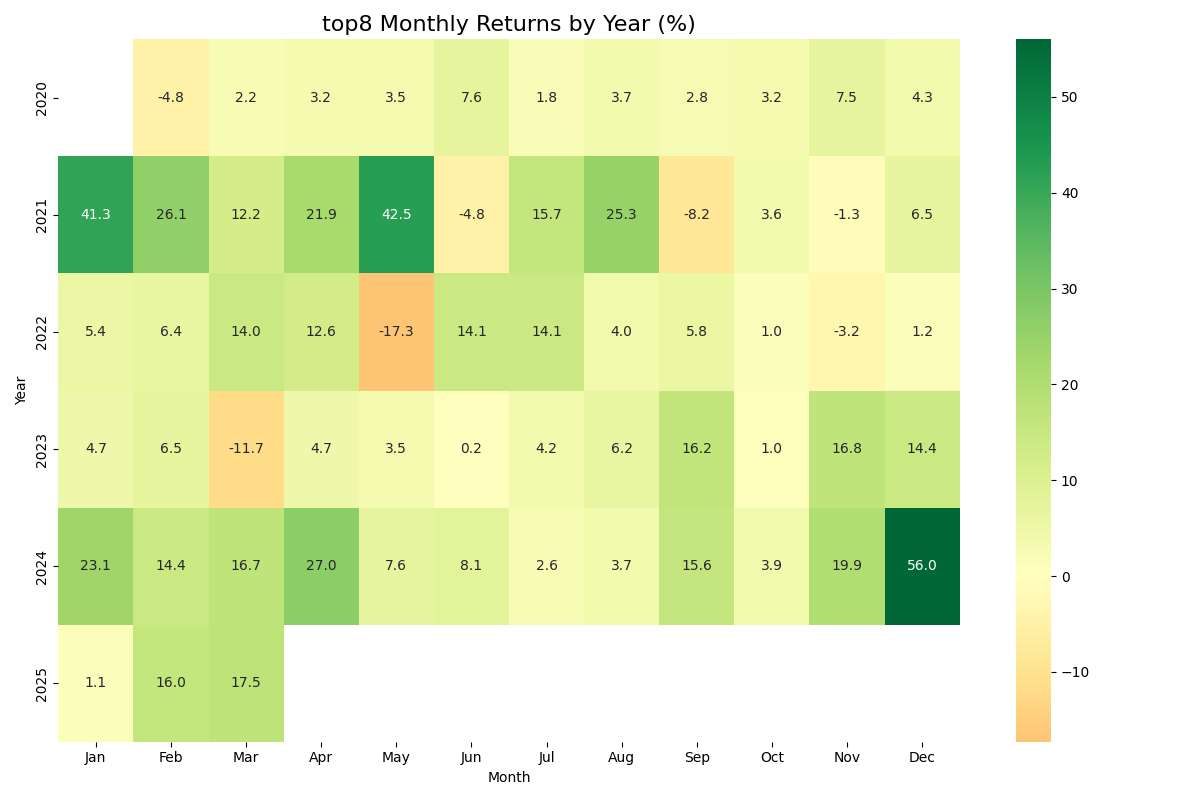 top8 Monthly Returns by Year (%)
2020 -4.8 2.2 3.2 3.5 7.6 1.8 3.7 2.8 3.2 7.5 4.3
2021 41.3 26.1 12.2 21.9 42.5 -4.8 15.7 25.3 -8.2 3.6 -1.3 6.5
2022 5.4 6.4 14.0 12.6 -17.3 14.1 14.1 4.0 5.8 1.0 -3.2 1.2
Year
2023 4.7 6.5 -11.7 4.7 3.5 0.2 4.2 6.2 16.2 1.0 16.8 14.4
2024 23.1 14.4 16.7 27.0 7.6 8.1 2.6 3.7 15.6 3.9 19.9 56.0
2025 1.1 16.0 17.5
Jan Feb Mar Apr May Jun Jul Aug Sep Oct Nov Dec
Month
50
40
30
20
10
0
−10